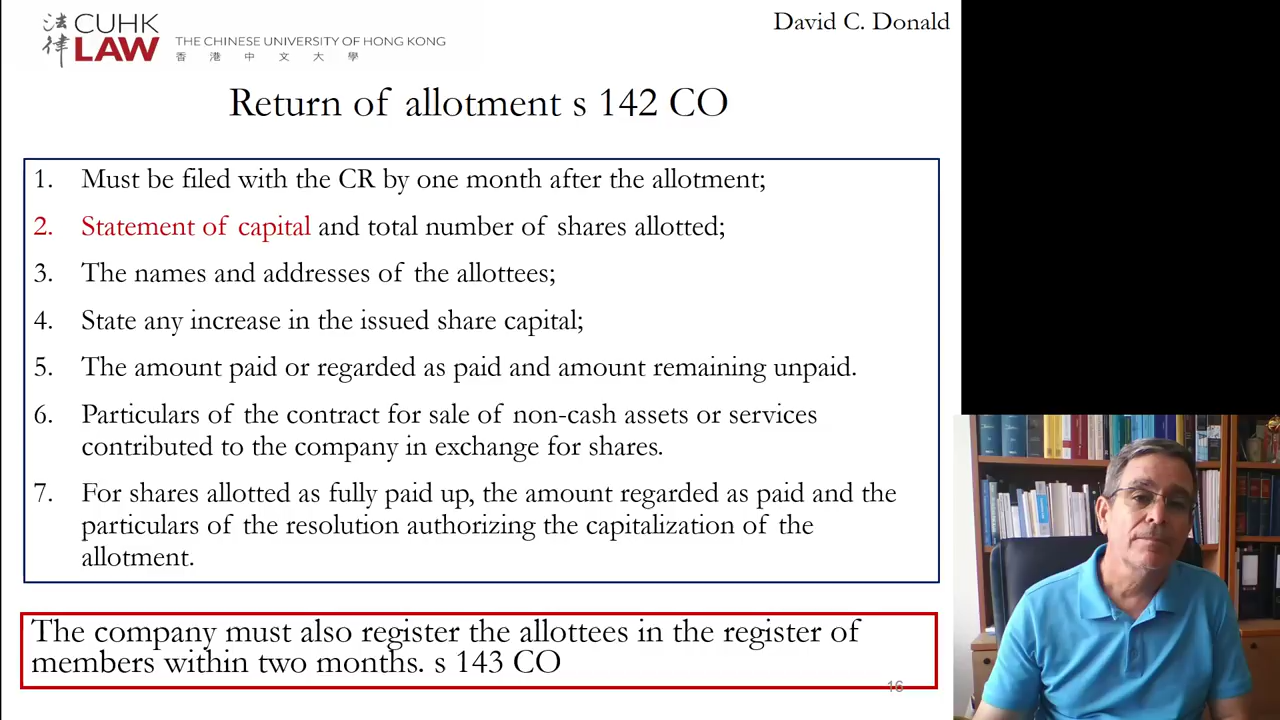 法律
CUHK
LAW
THE CHINESE UNIVERSITY OF HONG KONG
香港中文大學
David C. Donald
Return of allotment s 142 CO
1. Must be filed with the CR by one month after the allotment;
2. Statement of capital and total number of shares allotted;
3. The names and addresses of the allottees;
4. State any increase in the issued share capital;
5. The amount paid or regarded as paid and amount remaining unpaid.
6. Particulars of the contract for sale of non-cash assets or services
contributed to the company in exchange for shares.
7. For shares allotted as fully paid up, the amount regarded as paid and the
particulars of the resolution authorizing the capitalization of the
allotment.
The company must also register the allottees in the register of
members within two months. s 143 CO
16